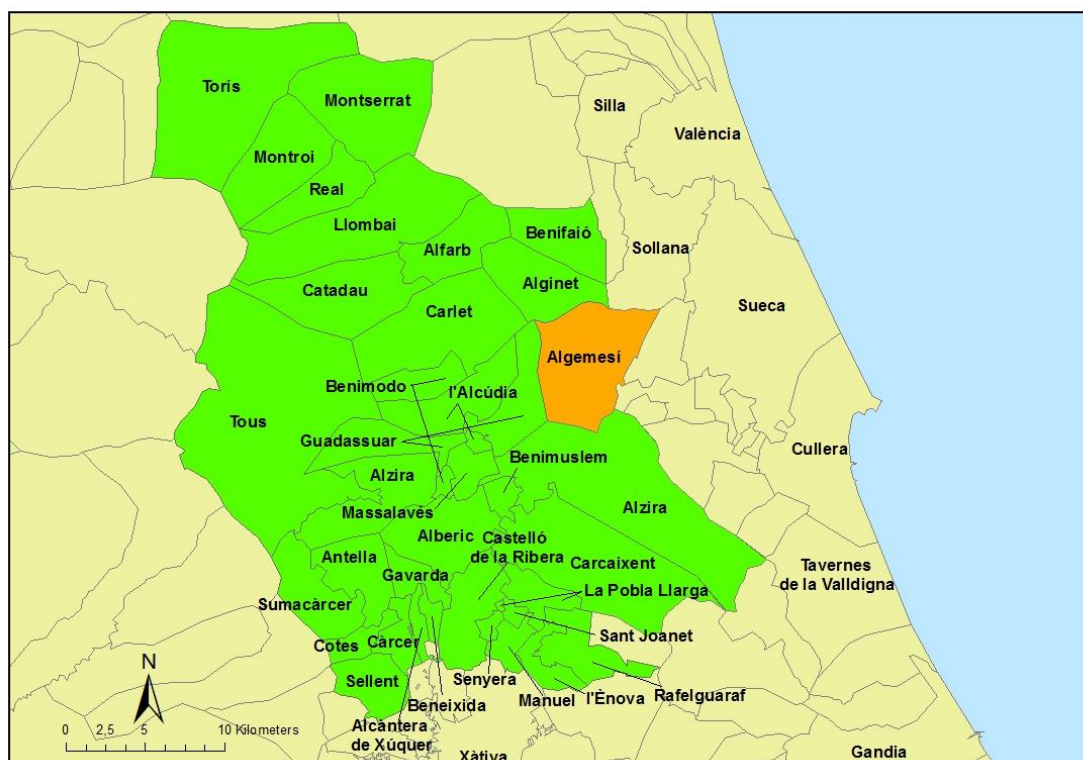 Toris
Montserrat
Silla
València
Montroi
Real
Llombai
Benifaió
Alfarb
Sollana
Alginet
Catadau
Carlet
Sueca
Algemesí
Benimodo
l'Alcúdia
Tous
Guadassuar
Cullera
Benimuslem
Alzira
Massalavés
Alzira
Alberic
Castelló
de la Ribera
Antella
Carcaixent
Tavernes
de la Valldigna
Gavarda
La Pobla Llarga
Sumacàrcer
Sant Joanet
Cotes
Càrcer
Sellent
Senyera
Manuel
l'Ènova
Rafelguaraf
Beneixida
Alcàntera
de Xúquer
Xàtiva
Gandia
N
0 2,5 5 10 Kilometers